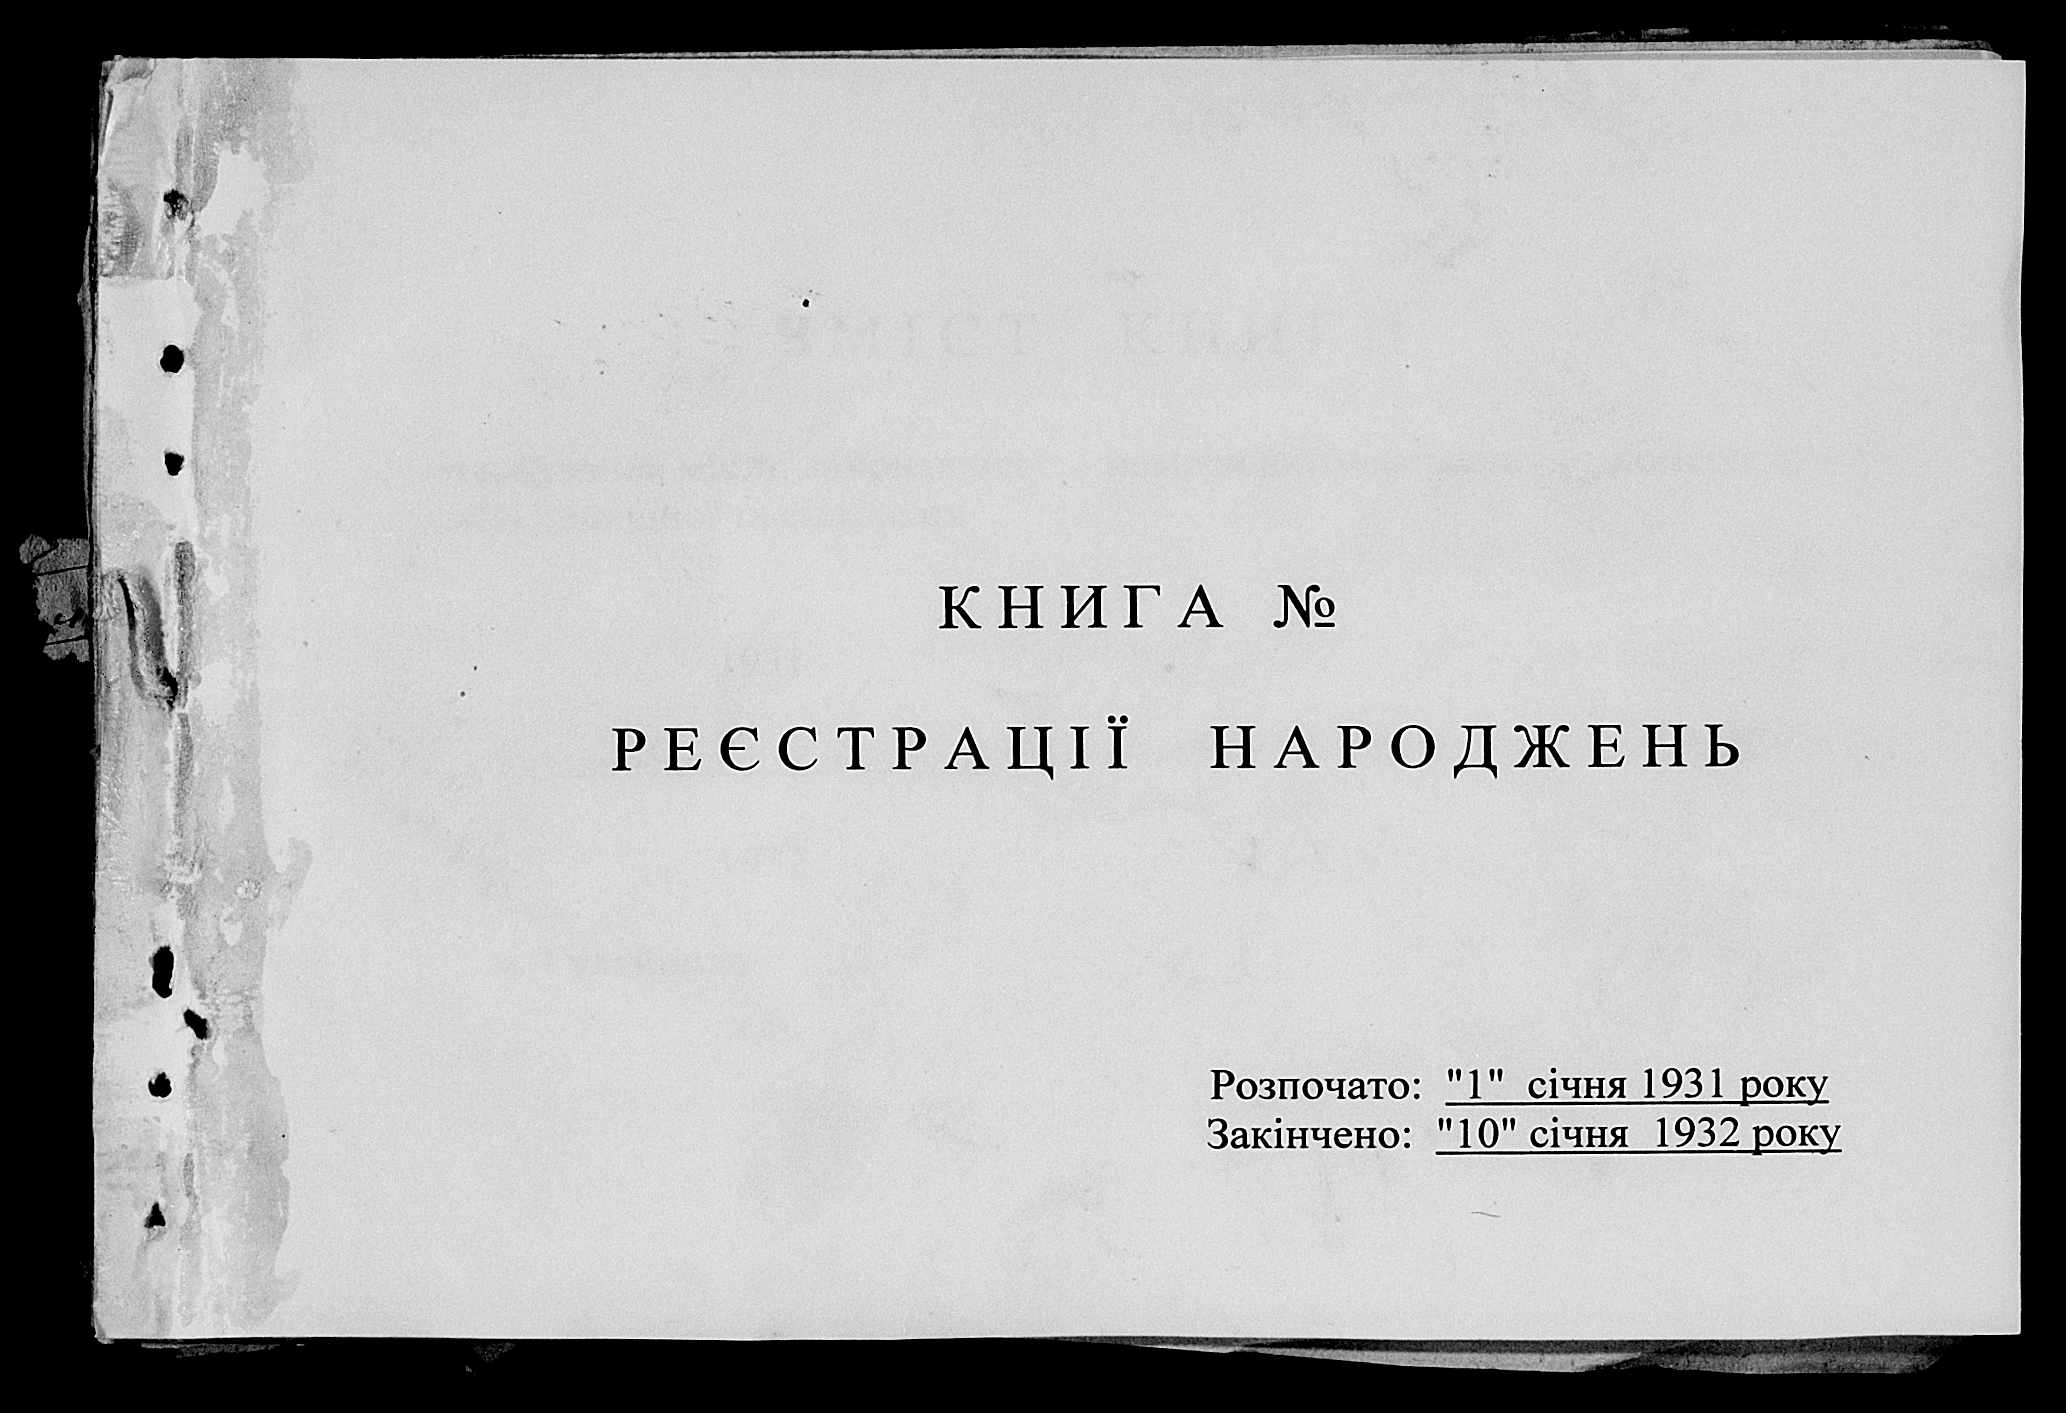 КНИГА №
РЕЄСТРАЦІЇ НАРОДЖЕНЬ
Розпочато: "1" січня 1931 року
Закінчено: "10" січня 1932 року